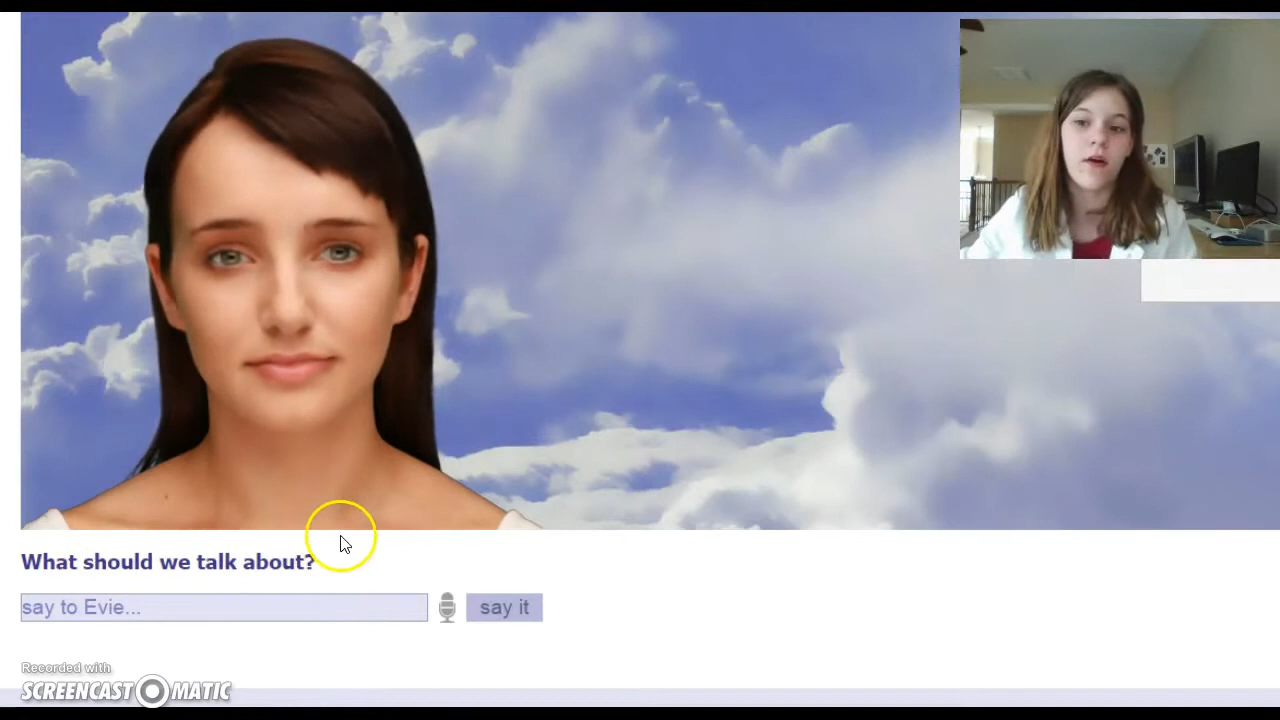 What should we talk about?
say to Evie...
say it
Recorded with
SCREENCAST MATIC